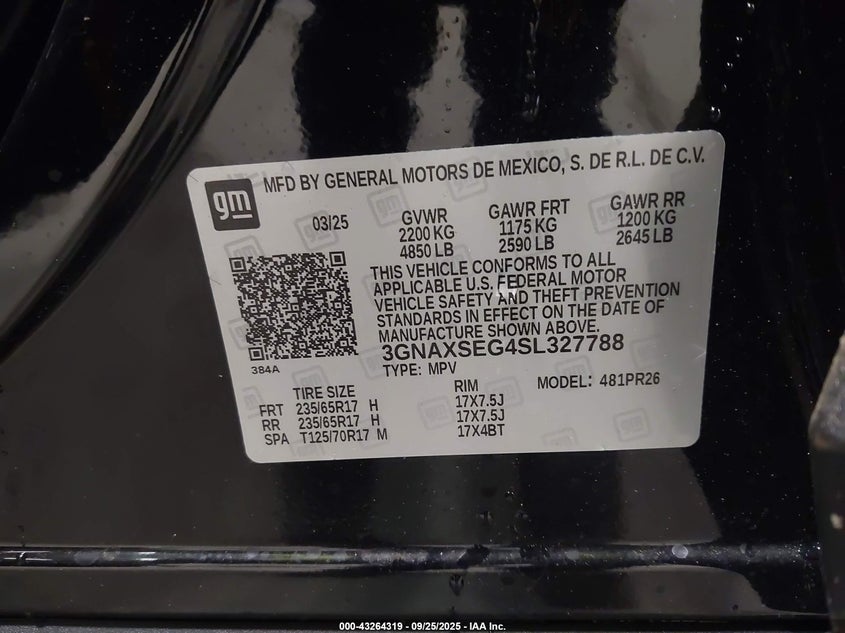 gm
MFD BY GENERAL MOTORS DE MEXICO, S. DE R.L. DE C.V.
03/25 GVWR GAWR FRT GAWR RR
2200 KG 1175 KG 1200 KG
4850 LB 2590 LB 2645 LB
THIS VEHICLE CONFORMS TO ALL
APPLICABLE U.S. FEDERAL MOTOR
VEHICLE SAFETY AND THEFT PREVENTION
STANDARDS IN EFFECT ON THE DATE OF
MANUFACTURE SHOWN ABOVE.
3GNAXSEG4SL327788
384A
TYPE: MPV MODEL: 481PR26
TIRE SIZE RIM
FRT 235/65R17 H 17X7.5J
RR 235/65R17 H 17X7.5J
SPA T125/70R17 M 17X4BT
000-43264319 - 09/25/2025 - IAA Inc.